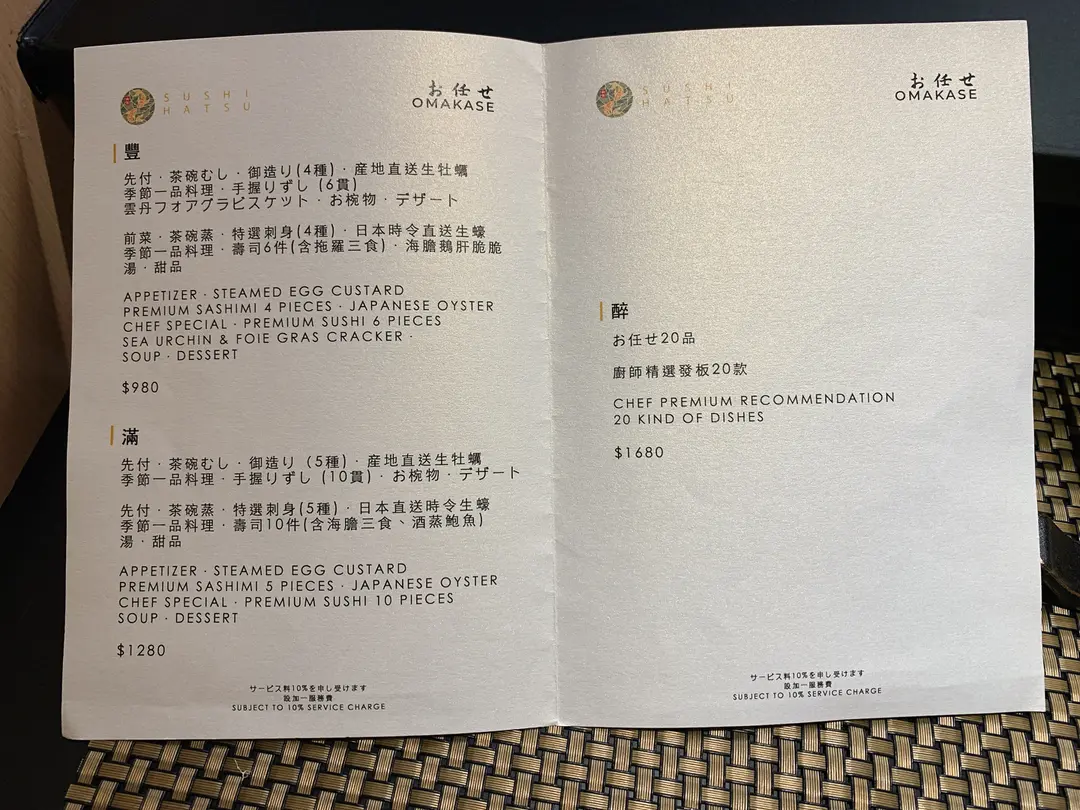 SUSHI
HATSU
お任せ
OMAKASE
豐
先付・茶碗むし・御造り(4種)・産地直送生牡蠣
季節一品料理・手握りずし (6貫)
雲丹フォアグラビスケット・お椀物・デザート
前菜・茶碗蒸・特選刺身(4種)・日本時令直送生蠔
季節一品料理・壽司6件(含拖羅三食)・海膽鵝肝脆脆
湯・甜品
APPETIZER · STEAMED EGG CUSTARD
PREMIUM SASHIMI 4 PIECES · JAPANESE OYSTER
CHEF SPECIAL · PREMIUM SUSHI 6 PIECES
SEA URCHIN & FOIE GRAS CRACKER ·
SOUP · DESSERT
$980
滿
先付・茶碗むし・御造り (5種)・産地直送生牡蠣
季節一品料理・手握りずし (10貫)・お椀物・デザート
先付・茶碗蒸・特選刺身(5種)・日本直送時令生蠔
季節一品料理・壽司10件(含海膽三食、酒蒸鮑魚)
湯・甜品
APPETIZER · STEAMED EGG CUSTARD
PREMIUM SASHIMI 5 PIECES · JAPANESE OYSTER
CHEF SPECIAL · PREMIUM SUSHI 10 PIECES
SOUP · DESSERT
$1280
サービス料10%を申し受けます
設加一服務費
SUBJECT TO 10% SERVICE CHARGE
SUSHI
HATSU
お任せ
OMAKASE
醉
お任せ20品
廚師精選發板20款
CHEF PREMIUM RECOMMENDATION
20 KIND OF DISHES
$1680
サービス料10%を申し受けます
設加一服務費
SUBJECT TO 10% SERVICE CHARGE